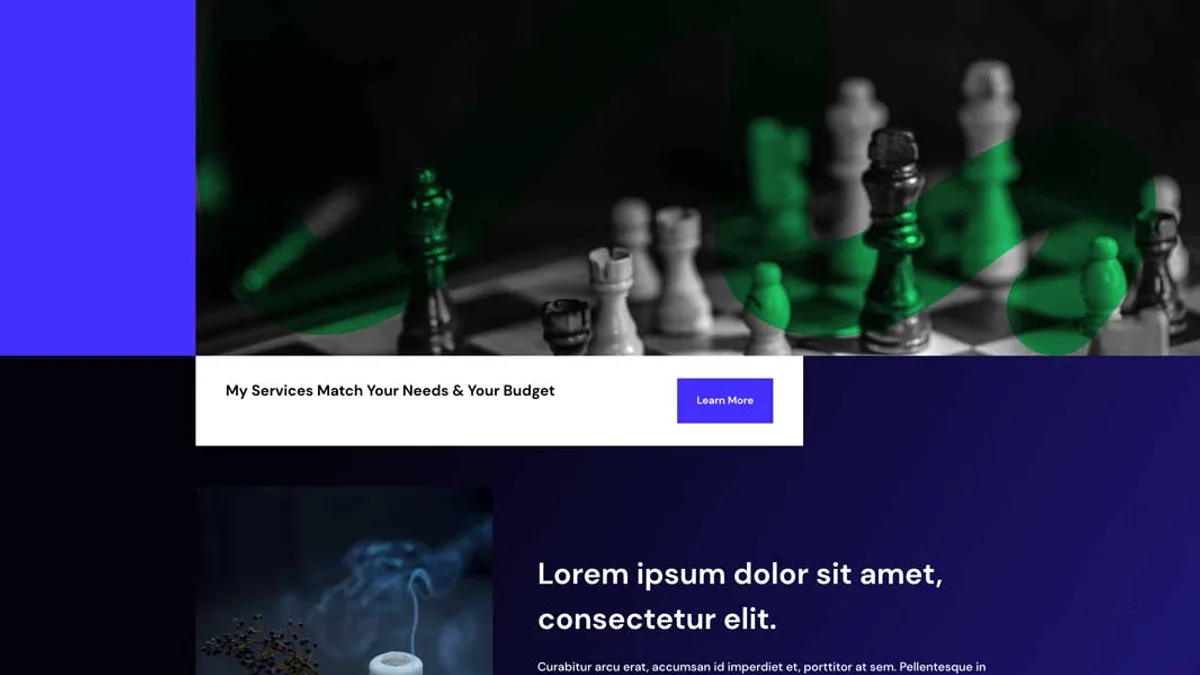 My Services Match Your Needs & Your Budget
Learn More
Lorem ipsum dolor sit amet,
consectetur elit.
Curabitur arcu erat, accumsan id imperdiet et, porttitor at sem. Pellentesque in